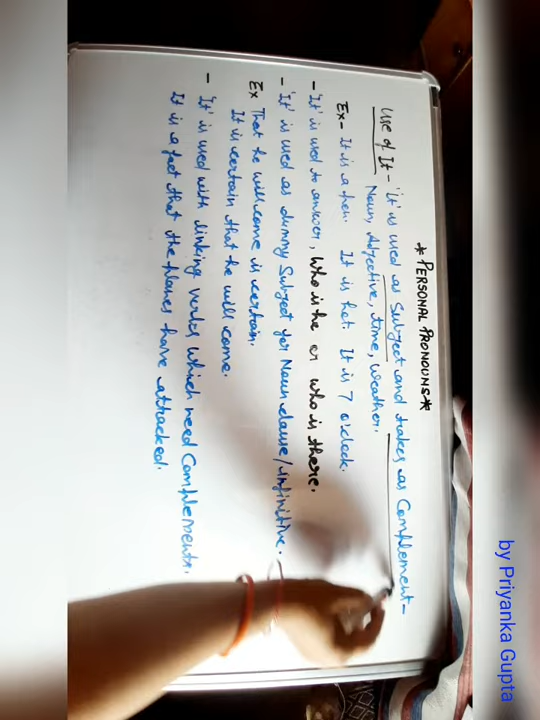 * PERSONAL PRONOUNS *
Use of It - 'It' is used as Subject and takes as Complement -
Noun, Adjective, time, weather.
Ex - It is a pen. It is hot. It is 7 o'clock.
- 'It' is used to answer, Who is he or who is there.
- 'It' is used as dummy Subject for Noun clause/infinitive.
Ex That he will come is certain.
It is certain that he will come.
- 'It' is used with linking verbs which need Complements.
It is a fact that the planes have attacked.
by Priyanka Gupta